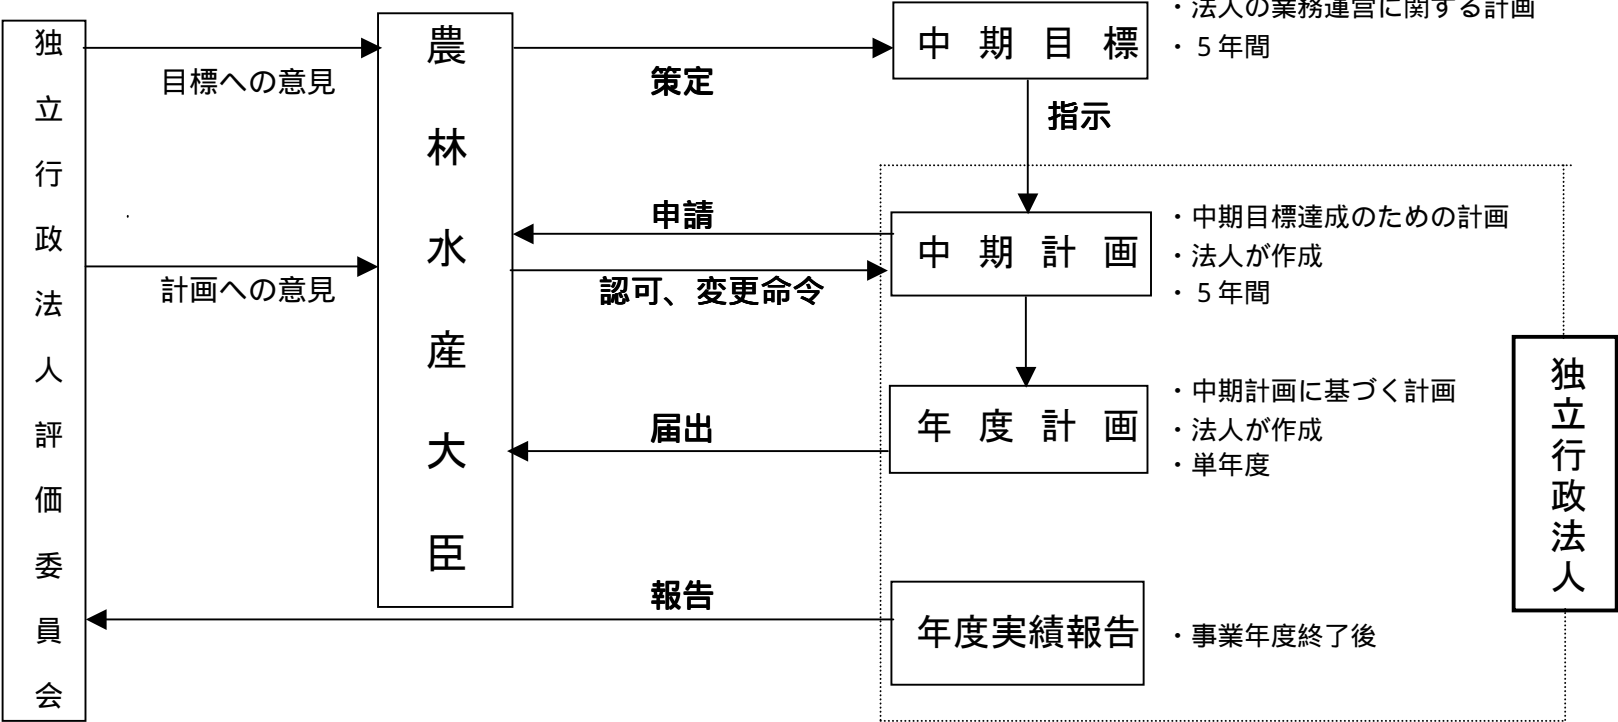 独立行政法人評価委員会
目標への意見
計画への意見
農林水産大臣
策定
中期目標
・法人の業務運営に関する計画
・５年間
指示
申請
認可、変更命令
中期計画
・中期目標達成のための計画
・法人が作成
・５年間
届出
年度計画
・中期計画に基づく計画
・法人が作成
・単年度
報告
年度実績報告
・事業年度終了後
独立行政法人